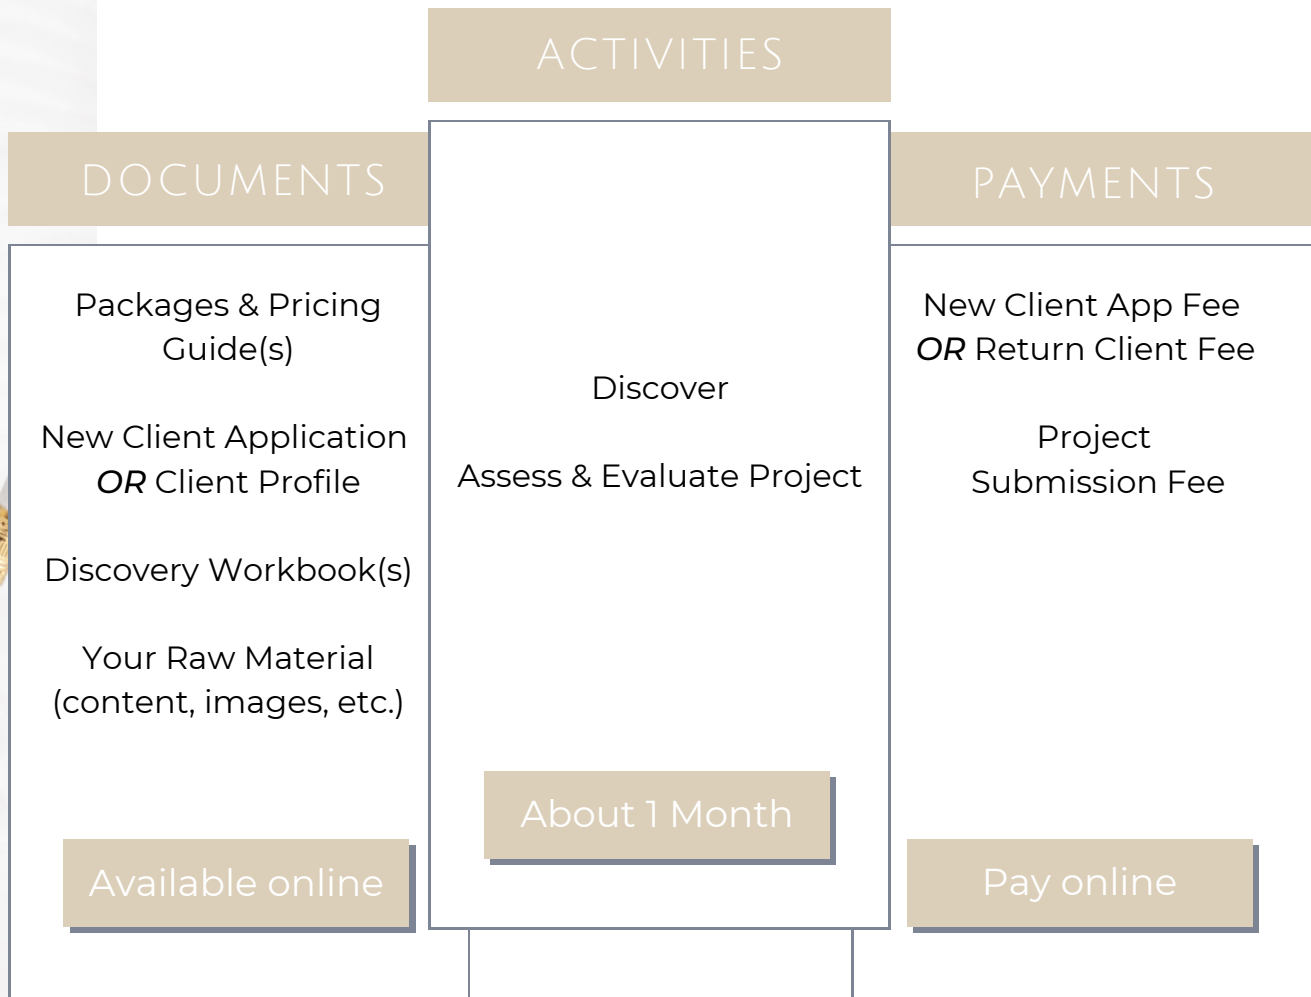 ACTIVITIES
DOCUMENTS
PAYMENTS
Packages & Pricing
Guide(s)
New Client Application
OR Client Profile
Discovery Workbook(s)
Your Raw Material
(content, images, etc.)
Available online
Discover
Assess & Evaluate Project
About 1 Month
New Client App Fee
OR Return Client Fee
Project
Submission Fee
Pay online